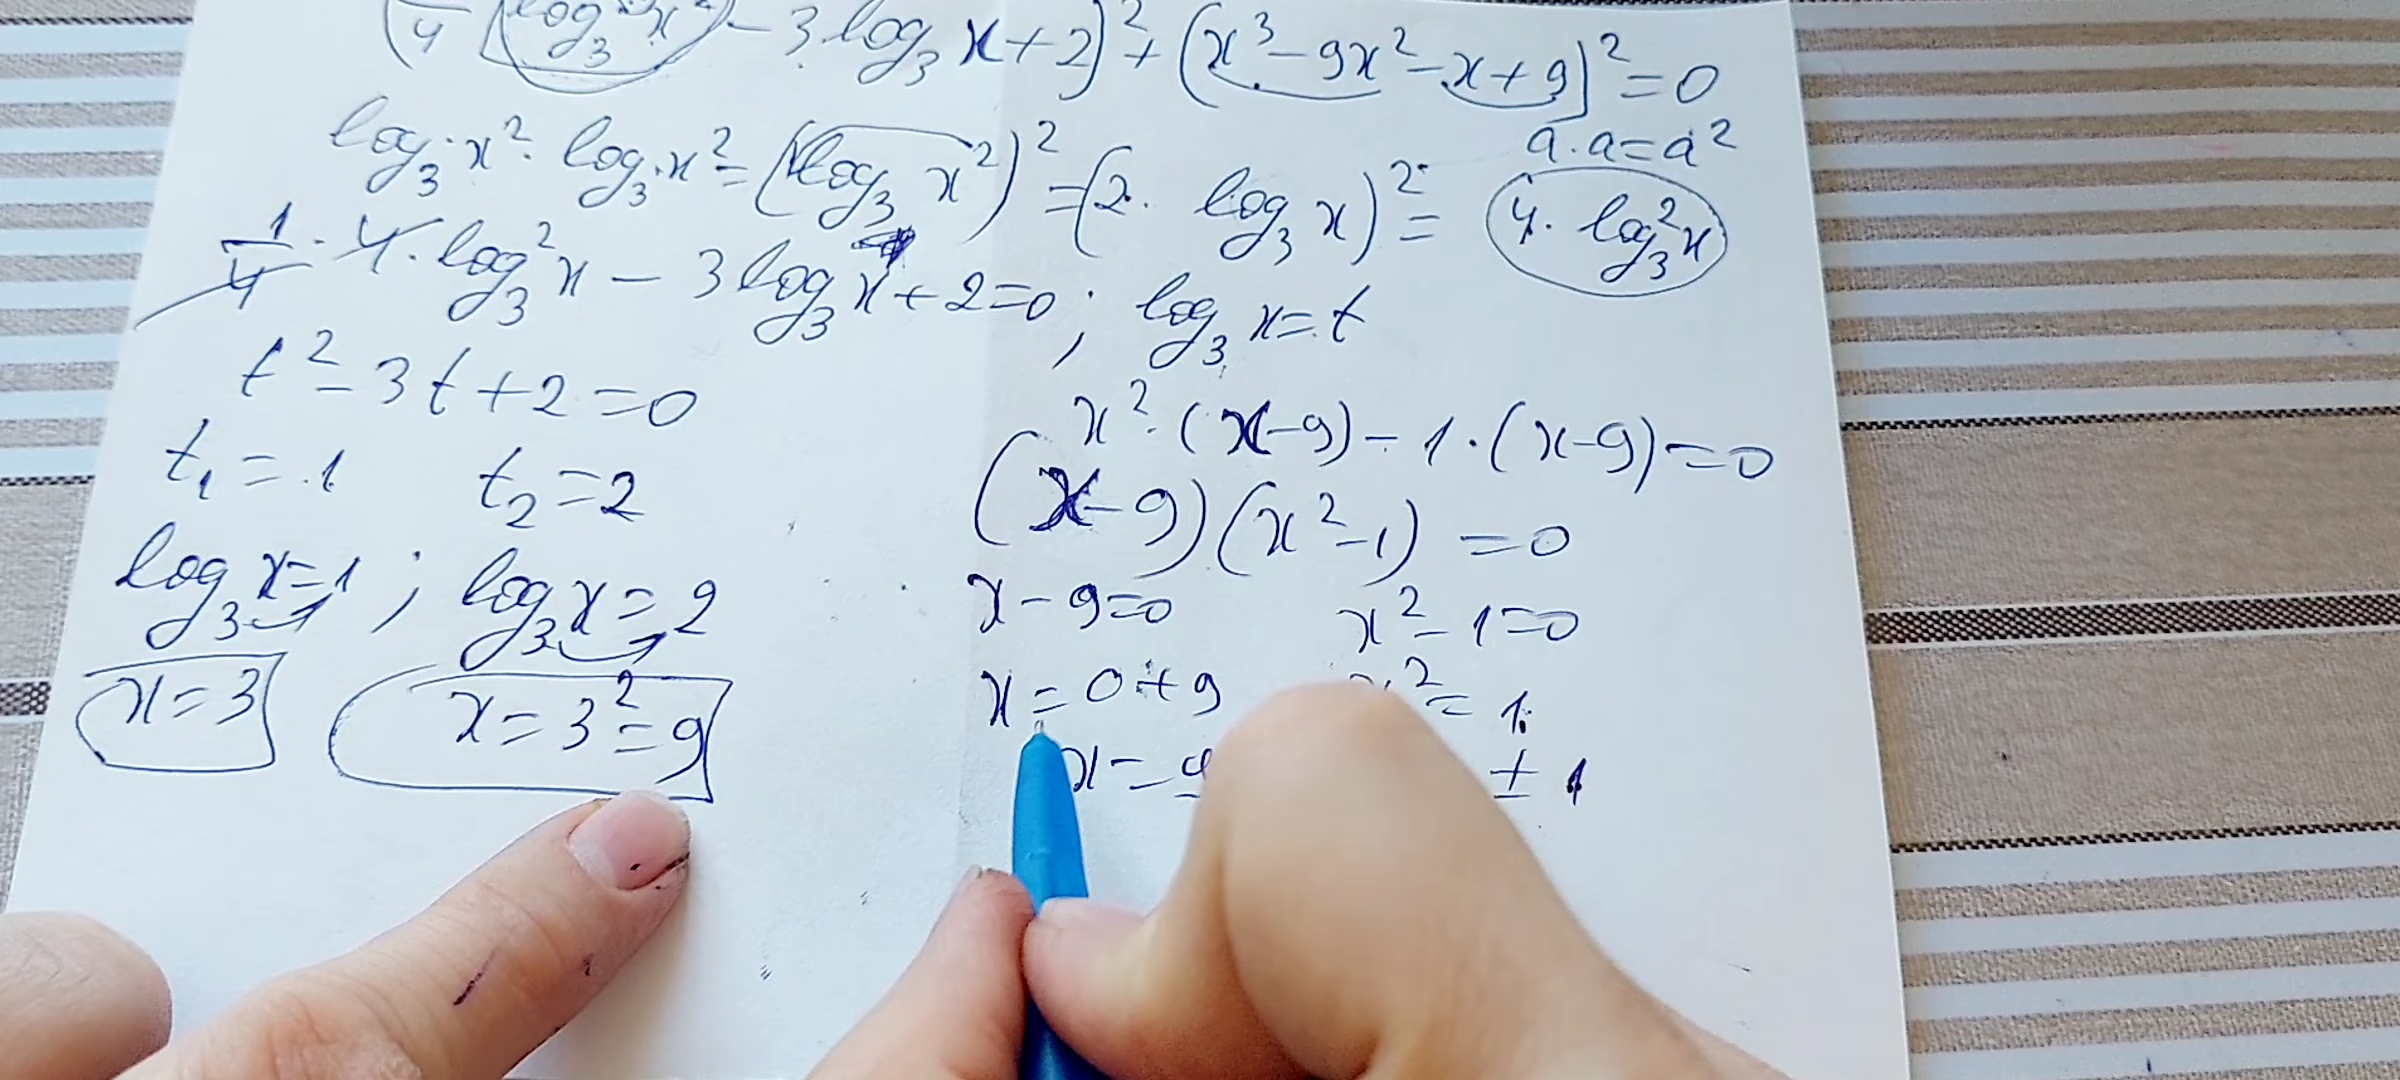 (1/4 (log₃ x²) − 3·log₃ x + 2)² + (x³ − 9x² − x + 9)² = 0
a·a = a²
log₃ x² · log₃ x² = (log₃ x²)² = (2 · log₃ x)² = 4 · log₃² x
1/4 · 4 · log₃² x − 3 log₃ x + 2 = 0 ; log₃ x = t
t² − 3t + 2 = 0
x² · (x − 9) − 1 · (x − 9) = 0
t₁ = 1 t₂ = 2
(x − 9)(x² − 1) = 0
log₃ x = 1 ; log₃ x = 2
x − 9 = 0 x² − 1 = 0
x = 3 x = 3² = 9
x = 0 + 9 x² = 1
x = 9 ± 1